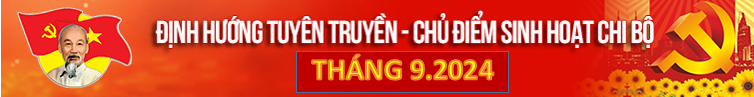 ĐỊNH HƯỚNG TUYÊN TRUYỀN - CHỦ ĐIỂM SINH HOẠT CHI BỘ
THÁNG 9.2024